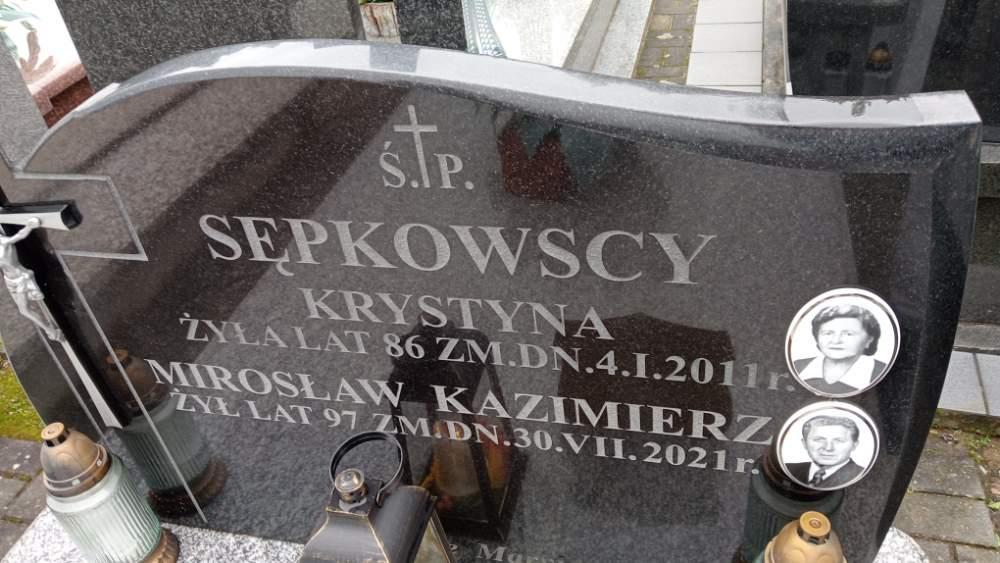 Ś.P.
SĘPKOWSCY
KRYSTYNA
ŻYŁA LAT 86 ZM.DN.4.I.2011r.
MIROSŁAW KAZIMIERZ
ŻYŁ LAT 97 ZM.DN.30.VII.2021r.